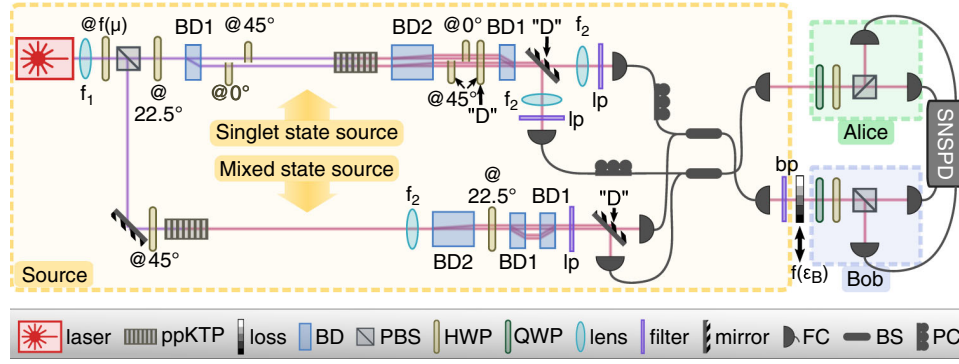 @f(μ)
BD1
@45°
BD2
@0°
BD1
"D"
f2
f1
@
22.5°
@0°
@45°
"D"
f2
lp
lp
Alice
SNSPD
Singlet state source
Mixed state source
@
22.5°
BD1
"D"
bp
f2
@45°
BD2
BD1
lp
f(εB)
Bob
Source
laser
ppKTP
loss
BD
PBS
HWP
QWP
lens
filter
mirror
FC
BS
PC